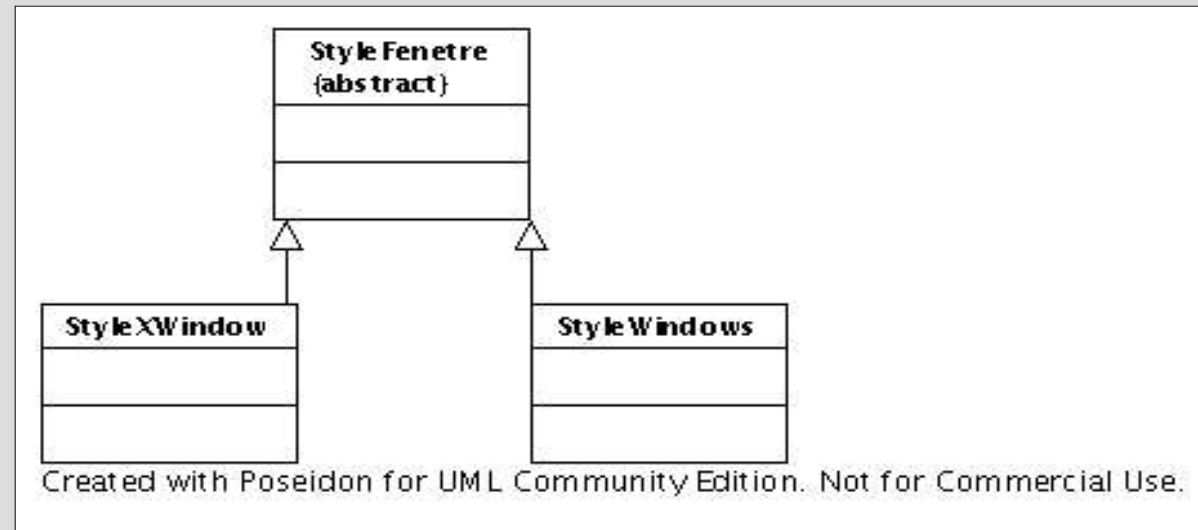 StyleFenetre
{abstract}
StyleXWindow
StyleWindows
Created with Poseidon for UML Community Edition. Not for Commercial Use.